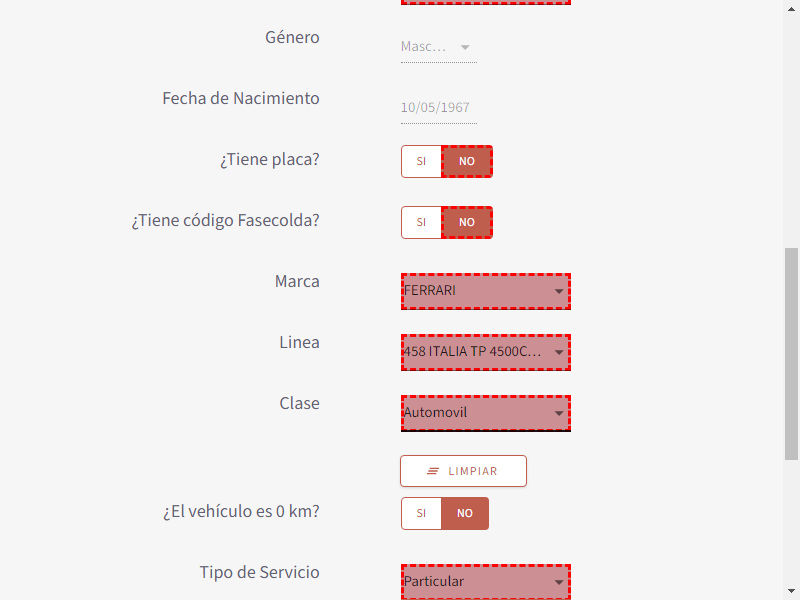 Género
Masc…
Fecha de Nacimiento
10/05/1967
¿Tiene placa?
SI NO
¿Tiene código Fasecolda?
SI NO
Marca
FERRARI
Linea
458 ITALIA TP 4500C…
Clase
Automovil
LIMPIAR
¿El vehículo es 0 km?
SI NO
Tipo de Servicio
Particular